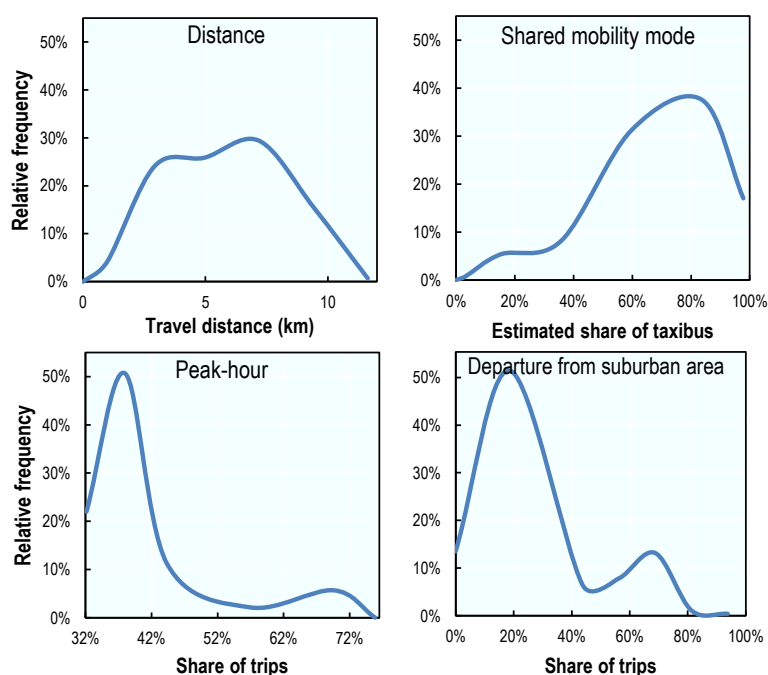 Distance
Relative frequency
50%
40%
30%
20%
10%
0%
0 5 10
Travel distance (km)
Shared mobility mode
50%
40%
30%
20%
10%
0%
0% 20% 40% 60% 80% 100%
Estimated share of taxibus
Peak-hour
Relative frequency
50%
40%
30%
20%
10%
0%
32% 42% 52% 62% 72%
Share of trips
Departure from suburban area
50%
40%
30%
20%
10%
0%
0% 20% 40% 60% 80% 100%
Share of trips